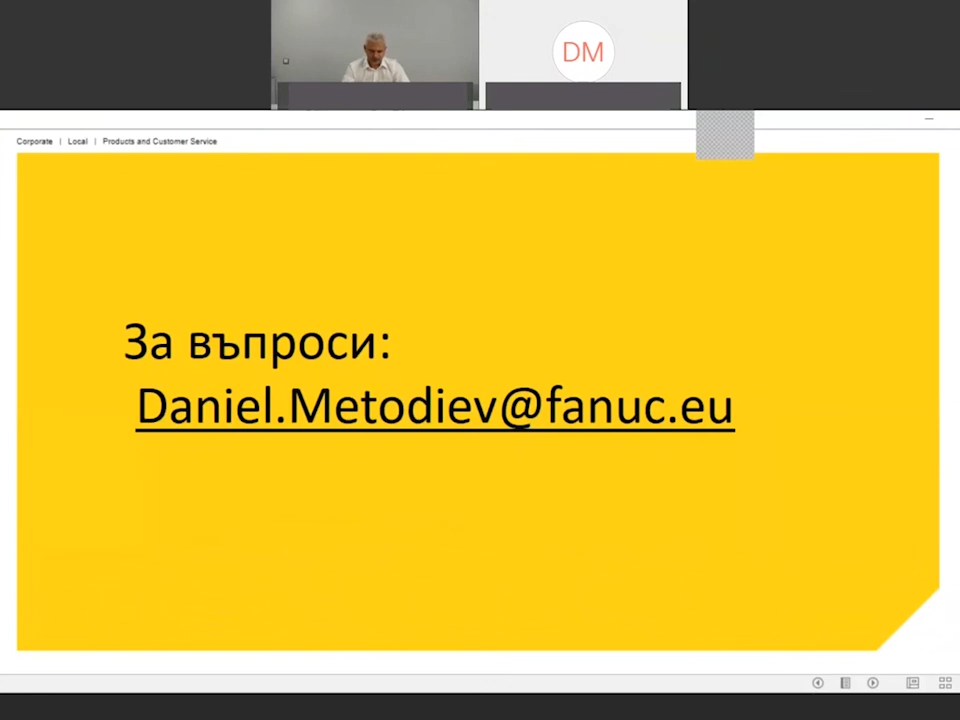 DM
Corporate | Local | Products and Customer Service
За въпроси:
Daniel.Metodiev@fanuc.eu